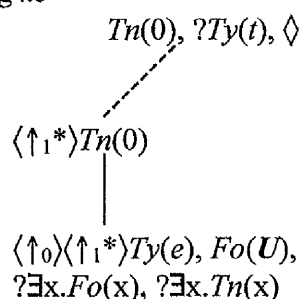 Tn(0), ?Ty(t), ◊
⟨↑₁*⟩Tn(0)
⟨↑₀⟩⟨↑₁*⟩Ty(e), Fo(U),
?∃x.Fo(x), ?∃x.Tn(x)